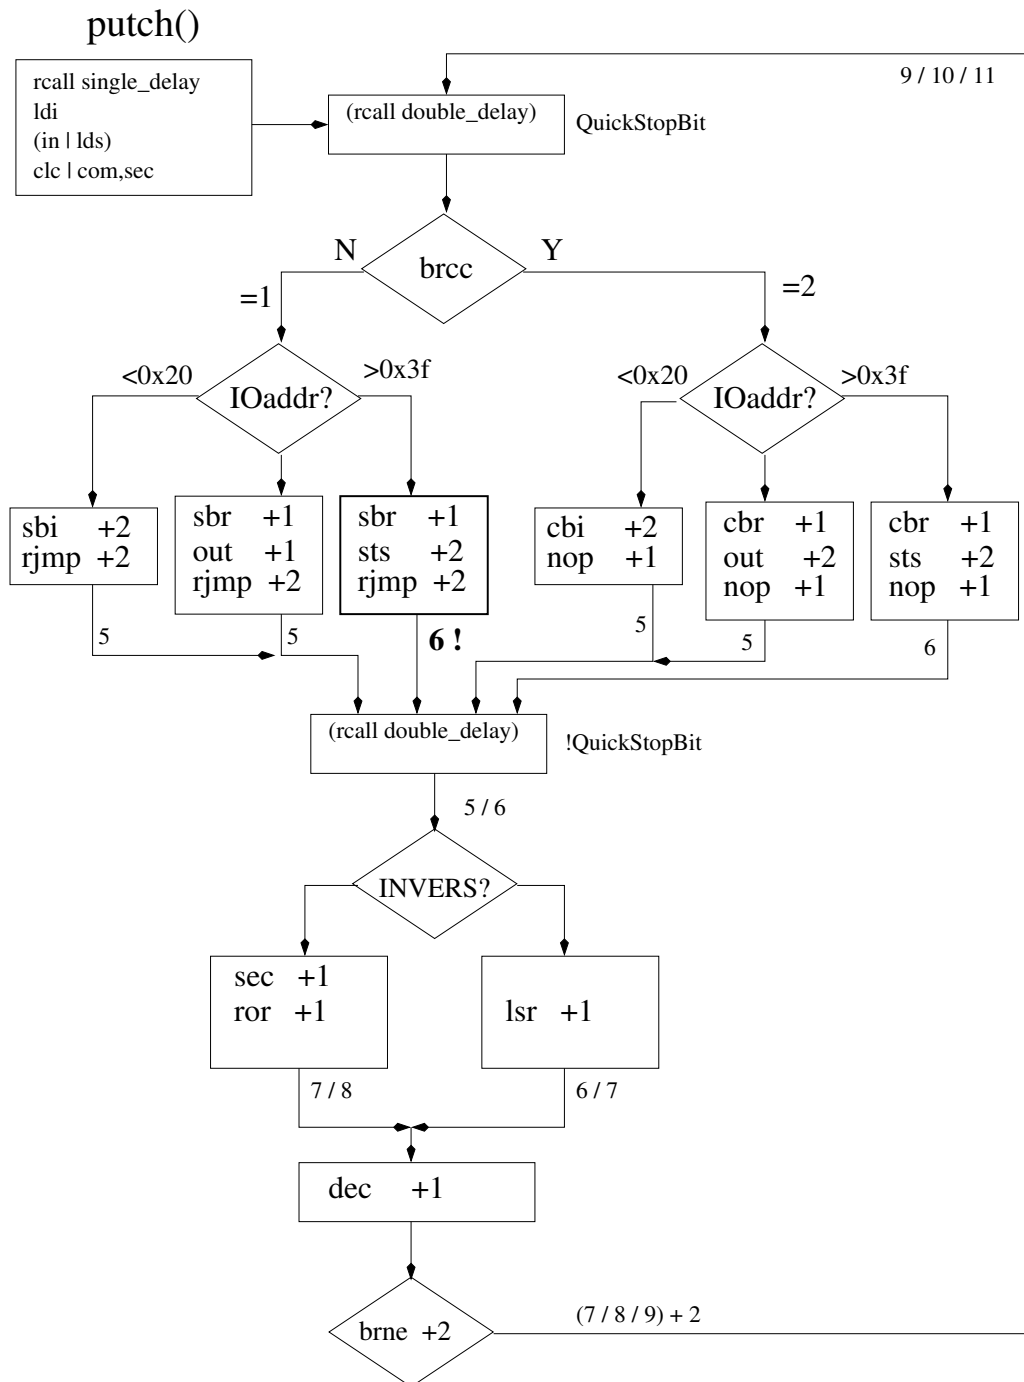 putch()
rcall single_delay
ldi
(in | lds)
clc | com,sec
9 / 10 / 11
(rcall double_delay)
QuickStopBit
N
brcc
Y
=1
=2
<0x20
IOaddr?
>0x3f
<0x20
IOaddr?
>0x3f
sbi +2
rjmp +2
sbr +1
out +1
rjmp +2
sbr +1
sts +2
rjmp +2
cbi +2
nop +1
cbr +1
out +2
nop +1
cbr +1
sts +2
nop +1
5
5
6 !
5
5
6
(rcall double_delay)
!QuickStopBit
5 / 6
INVERS?
sec +1
ror +1
lsr +1
7 / 8
6 / 7
dec +1
brne +2
(7 / 8 / 9) + 2